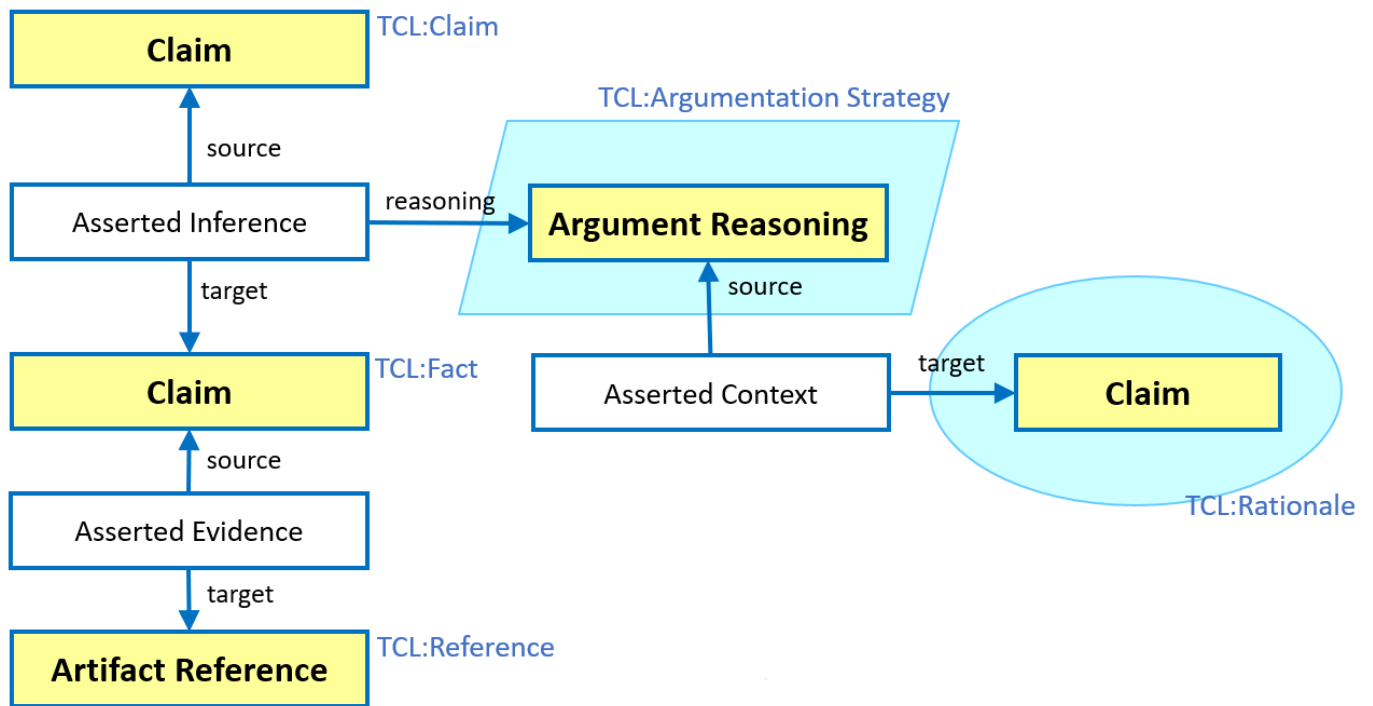 Claim
TCL:Claim
TCL:Argumentation Strategy
source
reasoning
Asserted Inference
Argument Reasoning
target
source
Claim
TCL:Fact
Asserted Context
target
Claim
source
TCL:Rationale
Asserted Evidence
target
Artifact Reference
TCL:Reference